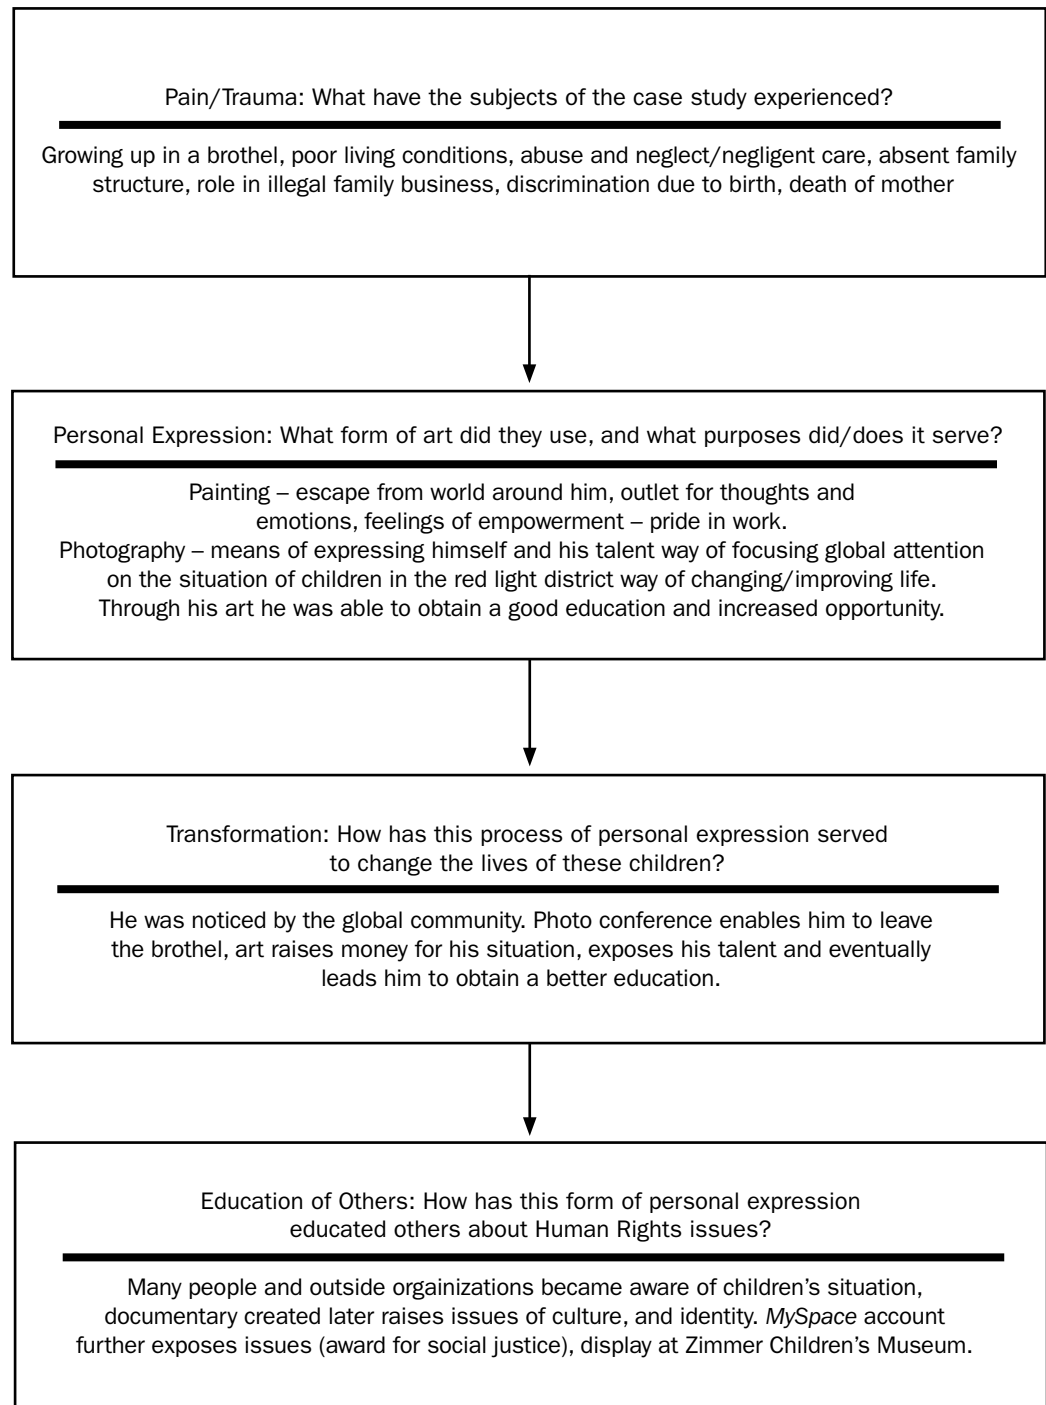 Pain/Trauma: What have the subjects of the case study experienced?
Growing up in a brothel, poor living conditions, abuse and neglect/negligent care, absent family
structure, role in illegal family business, discrimination due to birth, death of mother
Personal Expression: What form of art did they use, and what purposes did/does it serve?
Painting – escape from world around him, outlet for thoughts and
emotions, feelings of empowerment – pride in work.
Photography – means of expressing himself and his talent way of focusing global attention
on the situation of children in the red light district way of changing/improving life.
Through his art he was able to obtain a good education and increased opportunity.
Transformation: How has this process of personal expression served
to change the lives of these children?
He was noticed by the global community. Photo conference enables him to leave
the brothel, art raises money for his situation, exposes his talent and eventually
leads him to obtain a better education.
Education of Others: How has this form of personal expression
educated others about Human Rights issues?
Many people and outside orgainizations became aware of children’s situation,
documentary created later raises issues of culture, and identity. MySpace account
further exposes issues (award for social justice), display at Zimmer Children’s Museum.